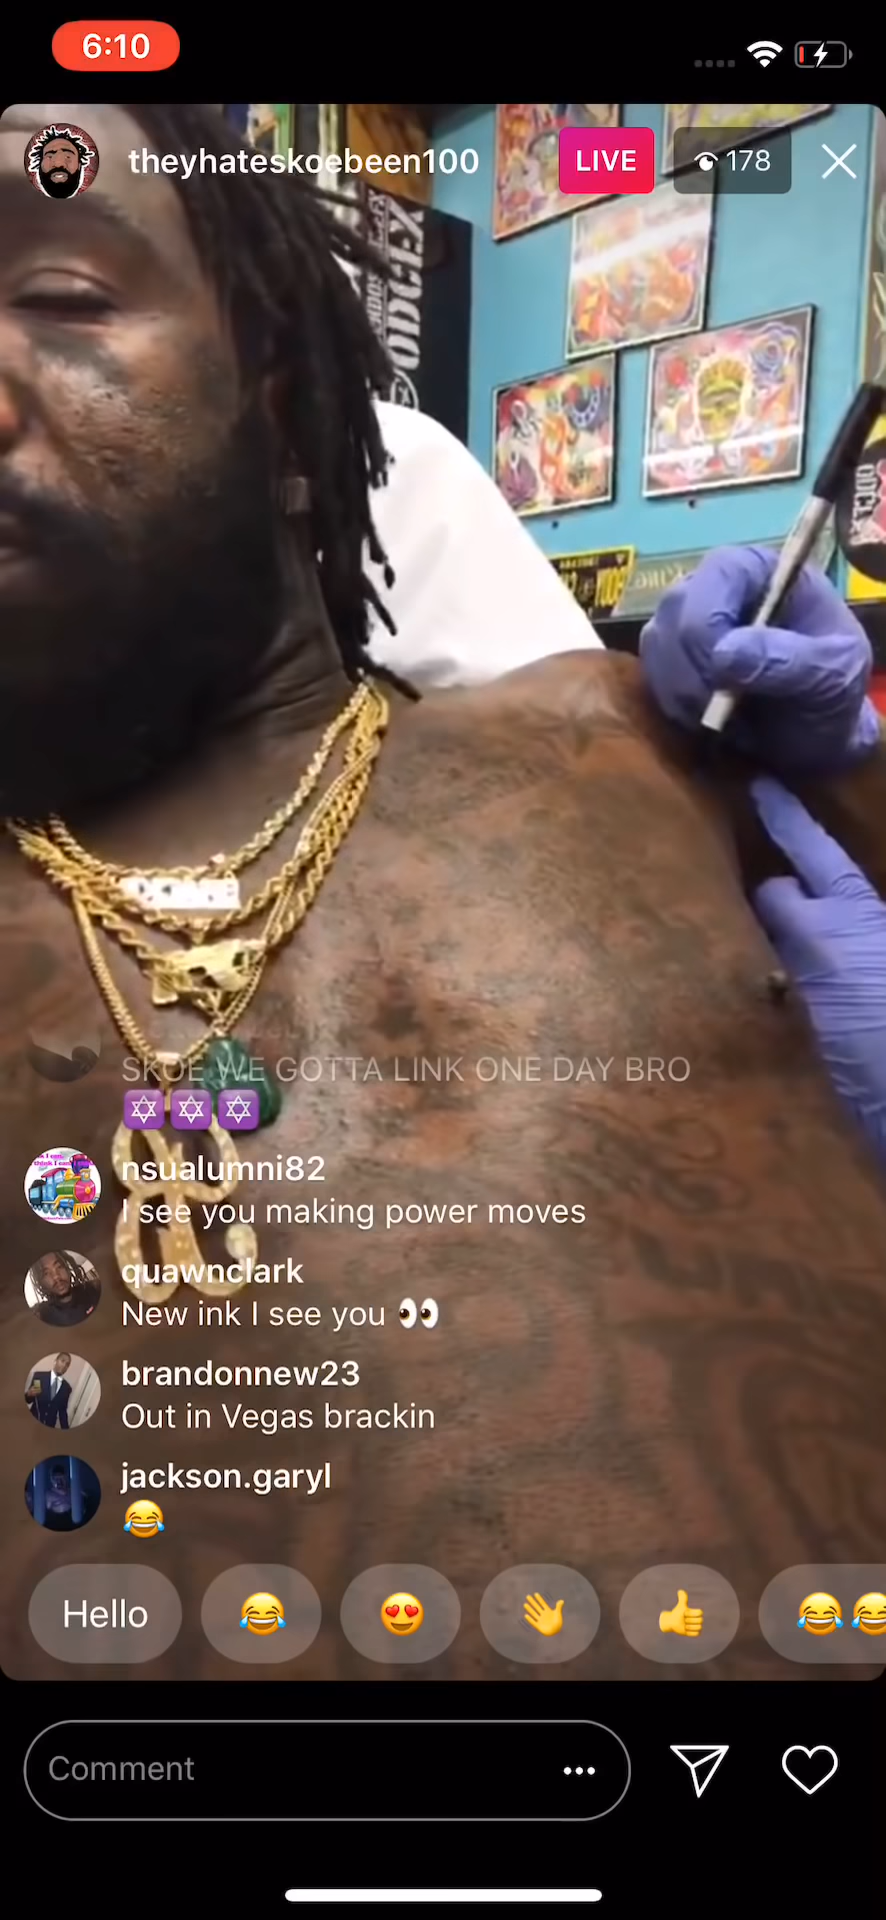 6:10
theyhateskoebeen100
LIVE
178
SKOE WE GOTTA LINK ONE DAY BRO
🔯🔯🔯
nsualumni82
I see you making power moves
quawnclark
New ink I see you 👀
brandonnew23
Out in Vegas brackin
jackson.garyl
😂
Hello 😂 😍 👋 👍 😂😂
Comment